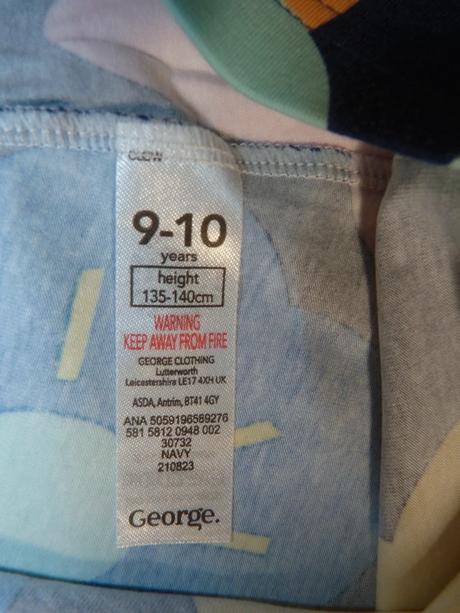 9-10
years
height
135-140cm
WARNING
KEEP AWAY FROM FIRE
GEORGE CLOTHING
Lutterworth
Leicestershire LE17 4XH UK
ASDA, Antrim, BT41 4GY
ANA 5059196589276
581 5812 0948 002
30732
NAVY
210823
George.